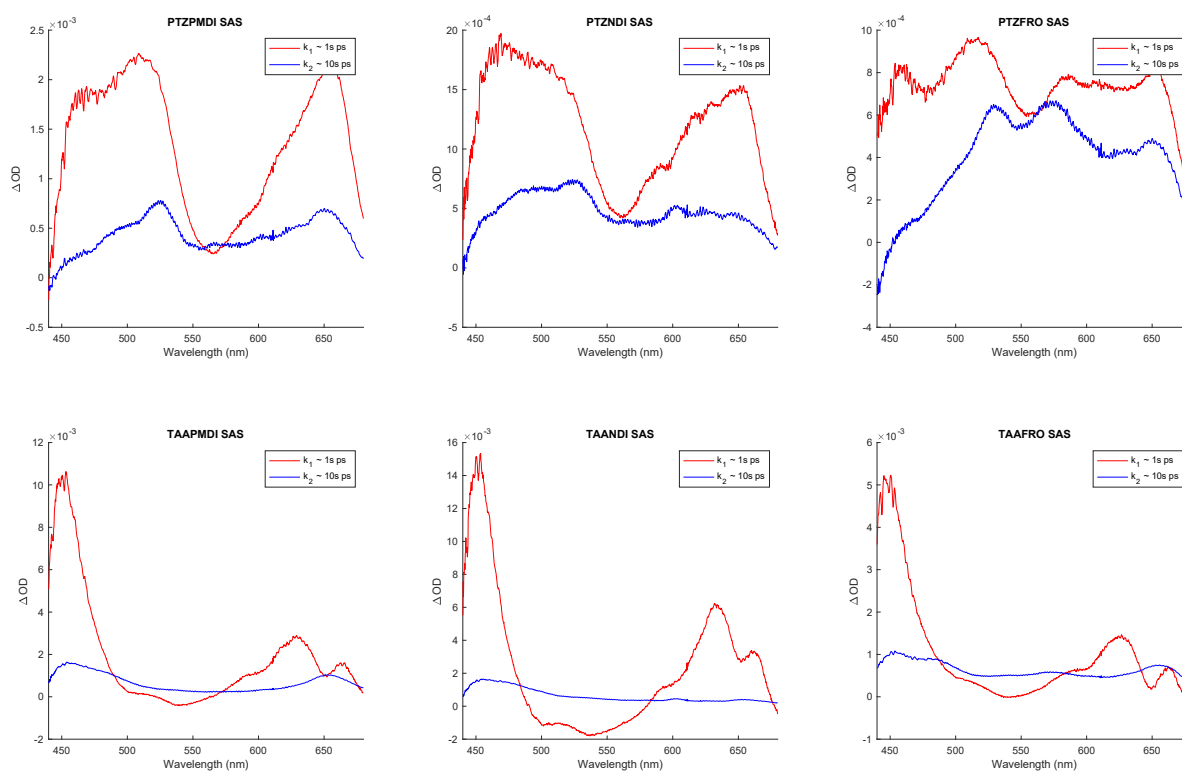 PTZPMDI SAS
×10⁻³
2.5
2
1.5
1
0.5
0
-0.5
Δ OD
k₁ ~ 1s ps
k₂ ~ 10s ps
450 500 550 600 650
Wavelength (nm)
PTZNDI SAS
×10⁻⁴
20
15
10
5
0
-5
Δ OD
k₁ ~ 1s ps
k₂ ~ 10s ps
450 500 550 600 650
Wavelength (nm)
PTZFRO SAS
×10⁻⁴
10
8
6
4
2
0
-2
-4
Δ OD
k₁ ~ 1s ps
k₂ ~ 10s ps
450 500 550 600 650
Wavelength (nm)
TAAPMDI SAS
×10⁻³
12
10
8
6
4
2
0
-2
Δ OD
k₁ ~ 1s ps
k₂ ~ 10s ps
450 500 550 600 650
Wavelength (nm)
TAANDI SAS
×10⁻³
16
14
12
10
8
6
4
2
0
-2
Δ OD
k₁ ~ 1s ps
k₂ ~ 10s ps
450 500 550 600 650
Wavelength (nm)
TAAFRO SAS
×10⁻³
6
5
4
3
2
1
0
-1
Δ OD
k₁ ~ 1s ps
k₂ ~ 10s ps
450 500 550 600 650
Wavelength (nm)